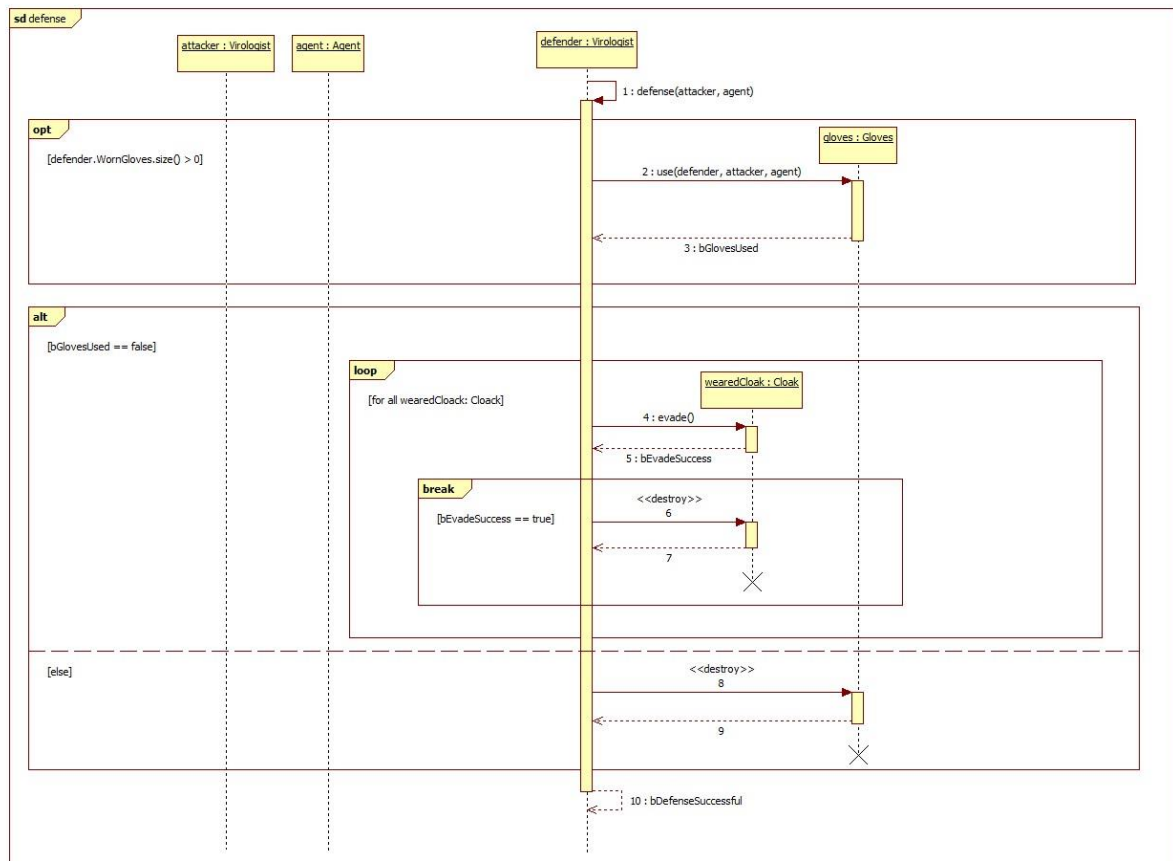 sd defense
attacker : Virologist
agent : Agent
defender : Virologist
1 : defense(attacker, agent)
opt
[defender.WornGloves.size() > 0]
gloves : Gloves
2 : use(defender, attacker, agent)
3 : bGlovesUsed
alt
[bGlovesUsed == false]
loop
[for all wearedCloack: Cloack]
wearedCloak : Cloak
4 : evade()
5 : bEvadeSuccess
break
[bEvadeSuccess == true]
<<destroy>>
6
7
[else]
<<destroy>>
8
9
10 : bDefenseSuccessful